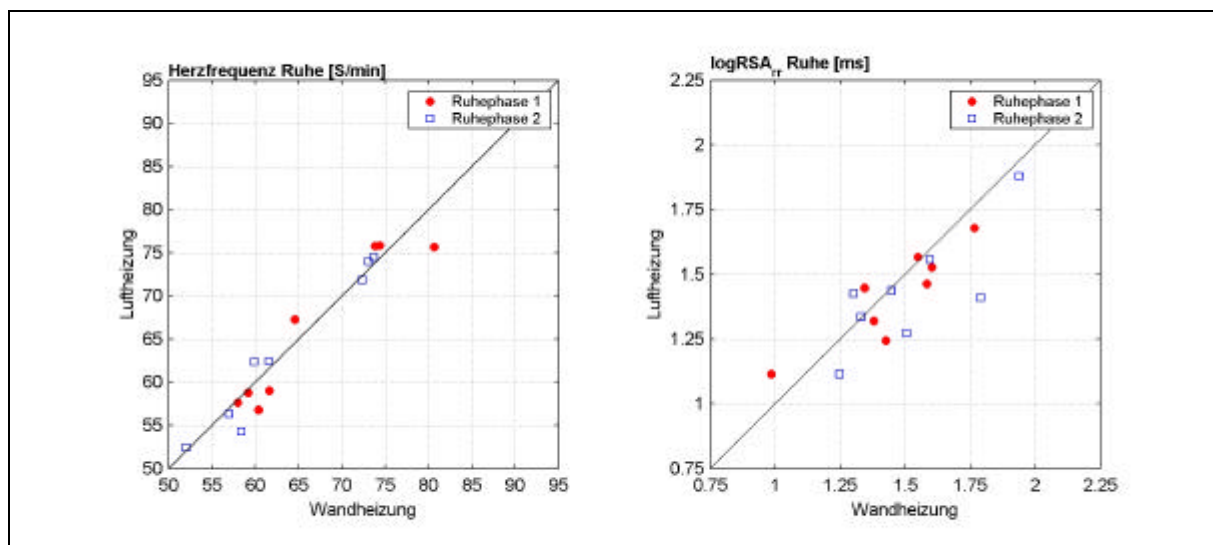 Herzfrequenz Ruhe [S/min]
95
90
85
80
75
70
65
60
55
50
Luftheizung
50 55 60 65 70 75 80 85 90 95
Wandheizung
Ruhephase 1
Ruhephase 2
logRSArr Ruhe [ms]
2.25
2
1.75
1.5
1.25
1
0.75
Luftheizung
0.75 1 1.25 1.5 1.75 2 2.25
Wandheizung
Ruhephase 1
Ruhephase 2